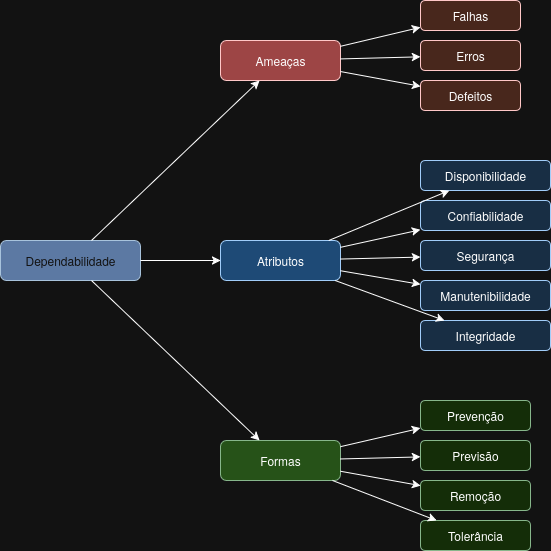 Dependabilidade
Ameaças
Falhas
Erros
Defeitos
Atributos
Disponibilidade
Confiabilidade
Segurança
Manutenibilidade
Integridade
Formas
Prevenção
Previsão
Remoção
Tolerância